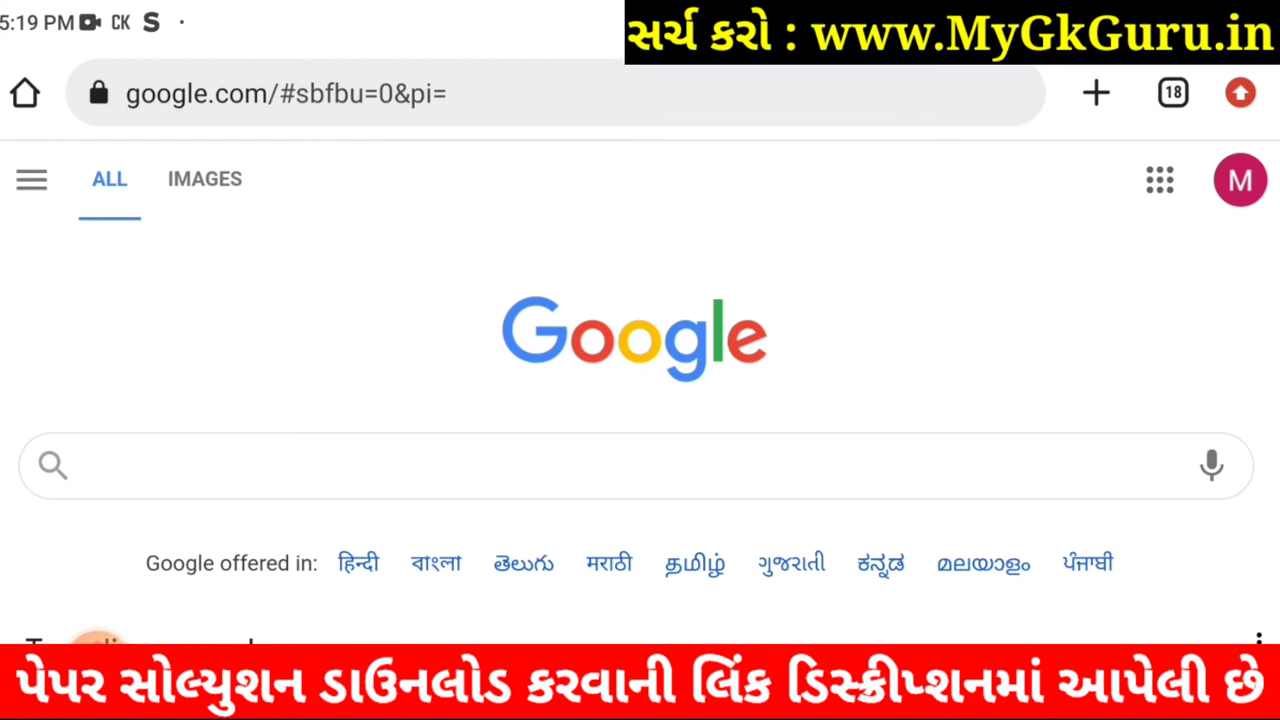 5:19 PM CK S
સર્ચ કરો : www.MyGkGuru.in
google.com/#sbfbu=0&pi=
18
ALL IMAGES
M
Google
Google offered in: हिन्दी বাংলা తెలుగు मराठी தமிழ் ગુજરાતી ಕನ್ನಡ മലയാളം ਪੰਜਾਬੀ
પેપર સોલ્યુશન ડાઉનલોડ કરવાની લિંક ડિસ્ક્રીપ્શનમાં આપેલી છે